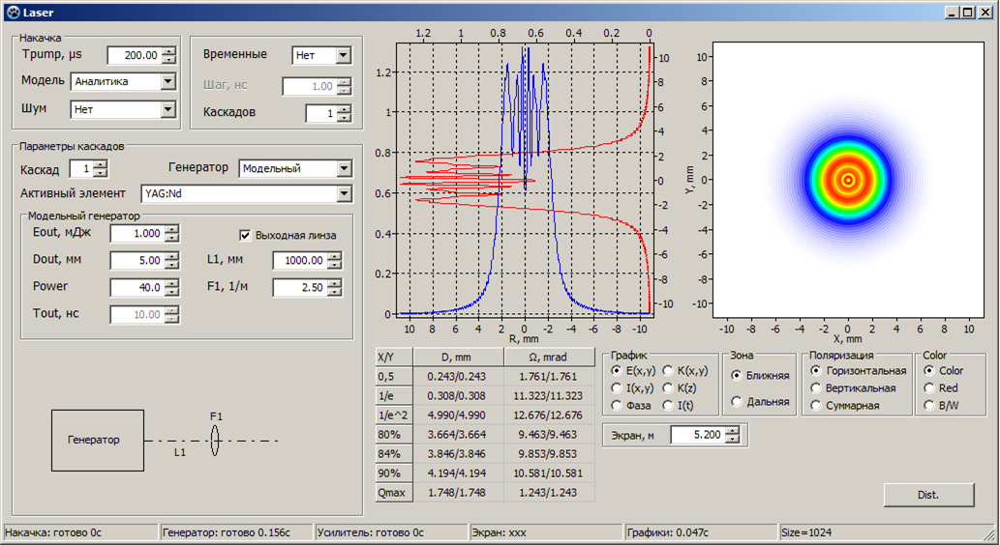 Laser
Накачка
Tpump, µs 200.00
Модель Аналитика
Шум Нет
Временные Нет
Шаг, нс 1.00
Каскадов 1
Параметры каскадов
Каскад 1 Генератор Модельный
Активный элемент YAG:Nd
Модельный генератор
Eout, мДж 1.000 Выходная линза
Dout, мм 5.00 L1, мм 1000.00
Power 40.0 F1, 1/м 2.50
Tout, нс 10.00
Генератор F1
L1
1.2 1 0.8 0.6 0.4 0.2 0
1.2
1
0.8
0.6
0.4
0.2
0
10
8
6
4
2
0
-2
-4
-6
-8
-10
10 8 6 4 2 0 -2 -4 -6 -8 -10
R, mm
10
8
6
4
2
0
-2
-4
-6
-8
-10
Y, mm
-10 -8 -6 -4 -2 0 2 4 6 8 10
X, mm
X/Y D, mm Ω, mrad
0,5 0.243/0.243 1.761/1.761
1/e 0.308/0.308 11.323/11.323
1/e^2 4.990/4.990 12.676/12.676
80% 3.664/3.664 9.463/9.463
84% 3.846/3.846 9.853/9.853
90% 4.194/4.194 10.581/10.581
Qmax 1.748/1.748 1.243/1.243
График
E(x,y) K(x,y)
I(x,y) K(z)
Фаза I(t)
Зона
Ближняя
Дальняя
Поляризация
Горизонтальная
Вертикальная
Суммарная
Color
Color
Red
B/W
Экран, м 5.200
Dist.
Накачка: готово 0с Генератор: готово 0.156с Усилитель: готово 0с Экран: xxx Графики: 0.047с Size=1024